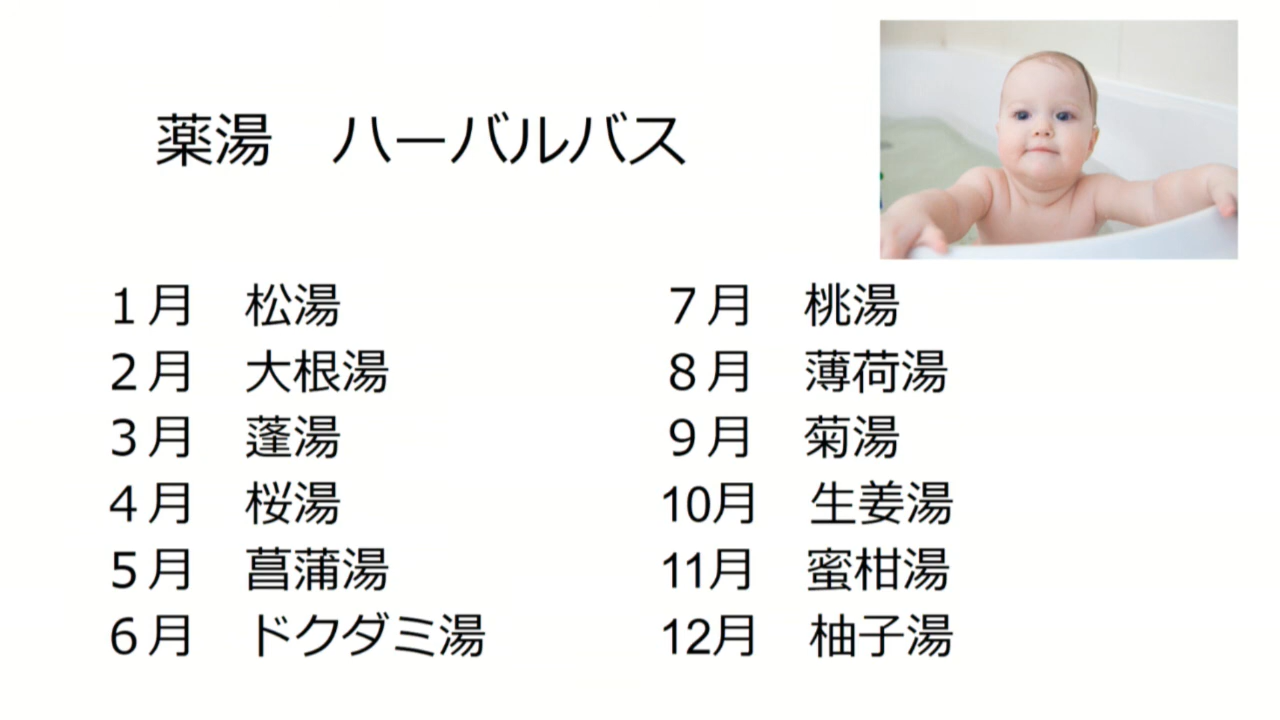 薬湯　ハーバルバス
１月　松湯
２月　大根湯
３月　蓬湯
４月　桜湯
５月　菖蒲湯
６月　ドクダミ湯
７月　桃湯
８月　薄荷湯
９月　菊湯
10月　生姜湯
11月　蜜柑湯
12月　柚子湯